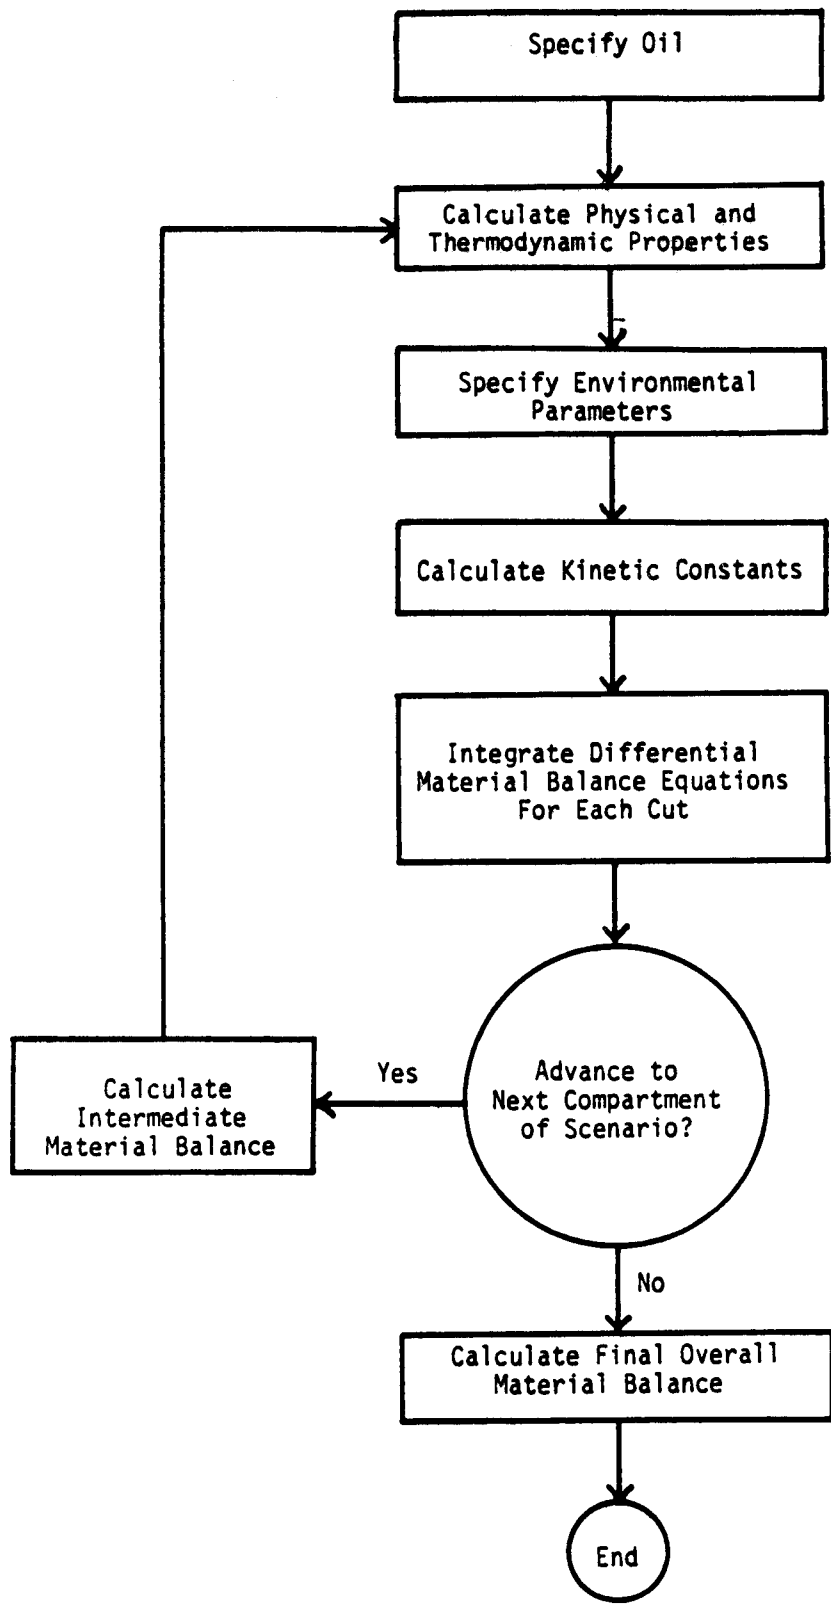 Specify Oil
Calculate Physical and
Thermodynamic Properties
Specify Environmental
Parameters
Calculate Kinetic Constants
Integrate Differential
Material Balance Equations
For Each Cut
Advance to
Next Compartment
of Scenario?
Yes
Calculate
Intermediate
Material Balance
No
Calculate Final Overall
Material Balance
End